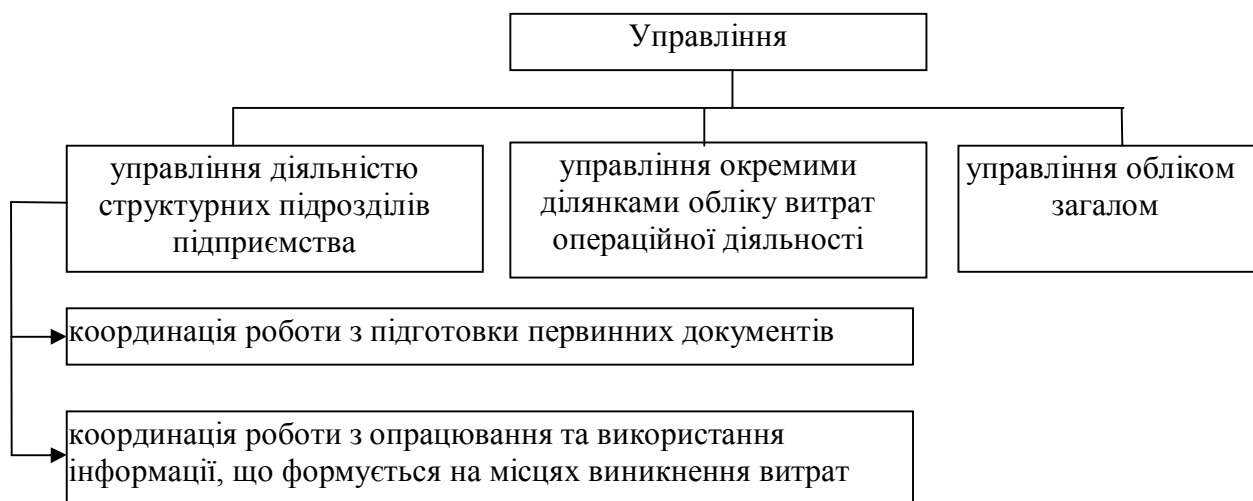 Управління
управління діяльністю
структурних підрозділів
підприємства
управління окремими
ділянками обліку витрат
операційної діяльності
управління обліком
загалом
координація роботи з підготовки первинних документів
координація роботи з опрацювання та використання
інформації, що формується на місцях виникнення витрат